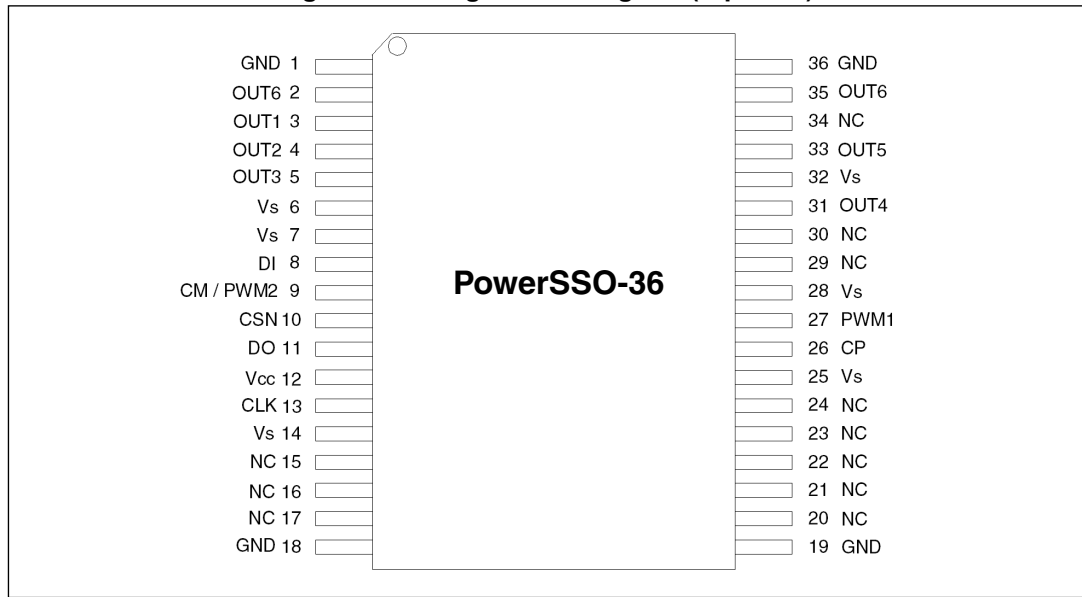 GND 1
OUT6 2
OUT1 3
OUT2 4
OUT3 5
Vs 6
Vs 7
DI 8
CM / PWM2 9
CSN 10
DO 11
Vcc 12
CLK 13
Vs 14
NC 15
NC 16
NC 17
GND 18
PowerSSO-36
36 GND
35 OUT6
34 NC
33 OUT5
32 Vs
31 OUT4
30 NC
29 NC
28 Vs
27 PWM1
26 CP
25 Vs
24 NC
23 NC
22 NC
21 NC
20 NC
19 GND